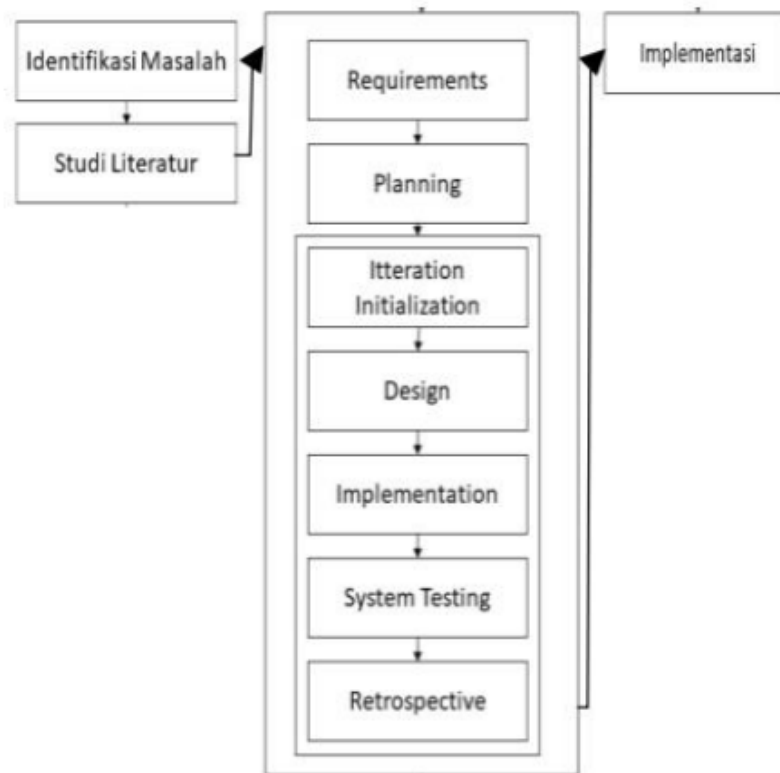 Identifikasi Masalah
Studi Literatur
Requirements
Planning
Itteration
Initialization
Design
Implementation
System Testing
Retrospective
Implementasi